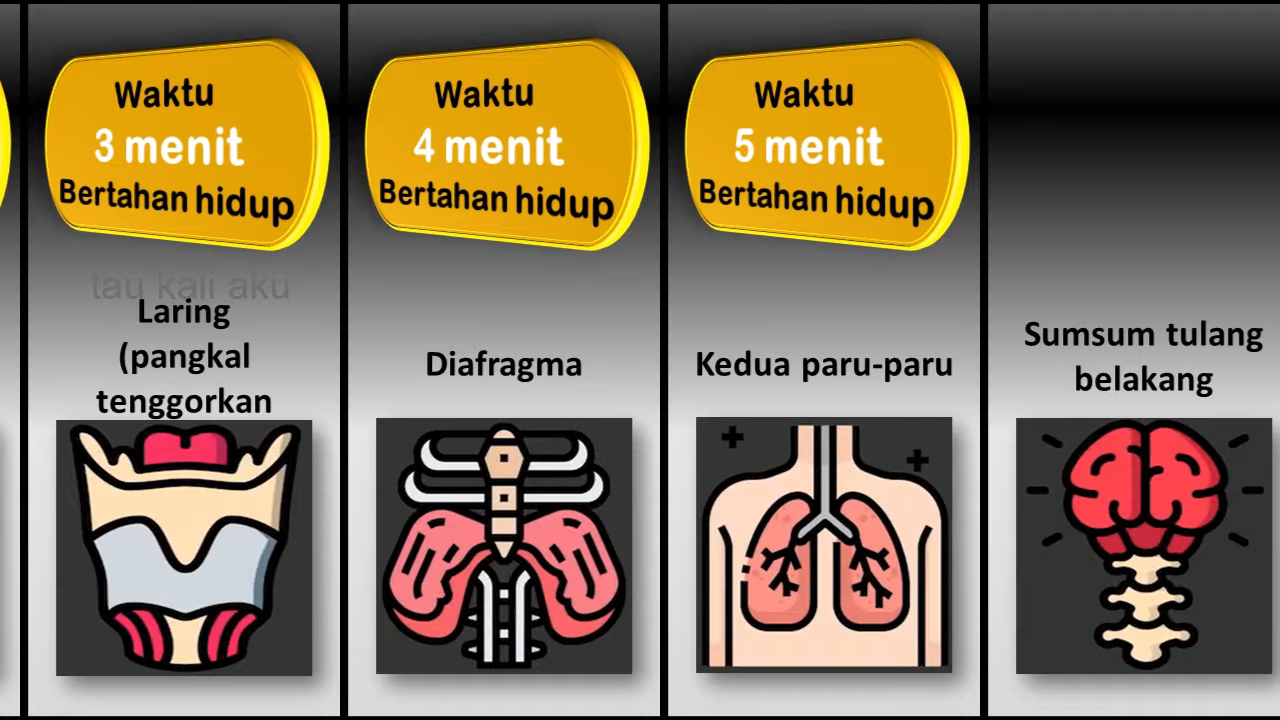 Waktu
3 menit
Bertahan hidup
tau kali aku
Laring
(pangkal
tenggorkan
Waktu
4 menit
Bertahan hidup
Diafragma
Waktu
5 menit
Bertahan hidup
Kedua paru-paru
Sumsum tulang
belakang